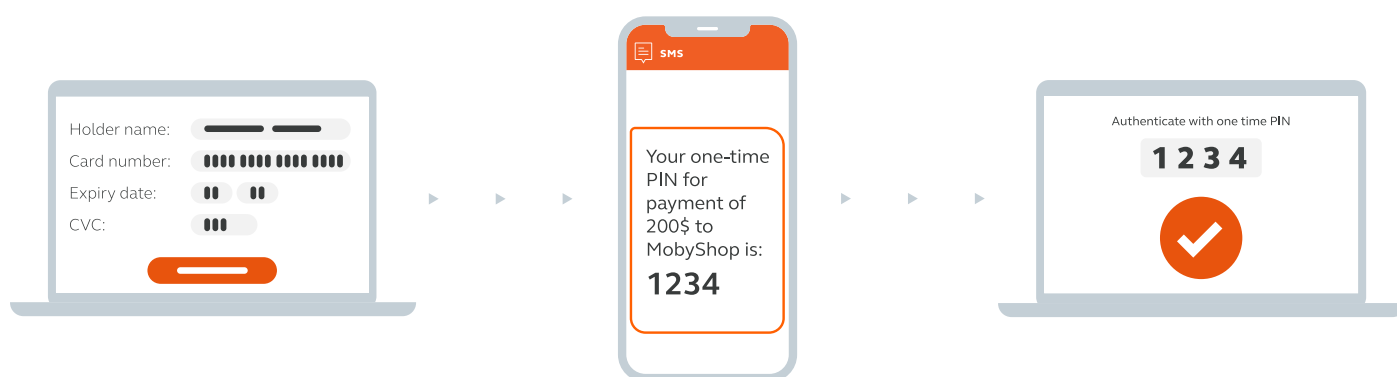 Holder name:
Card number:
Expiry date:
CVC:
SMS
Your one-time
PIN for
payment of
200$ to
MobyShop is:
1234
Authenticate with one time PIN
1 2 3 4